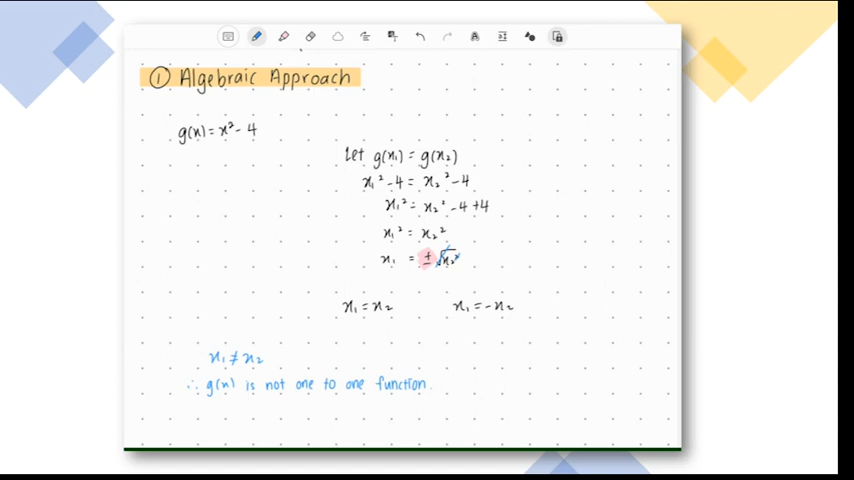 ① Algebraic Approach
g(x) = x² - 4
Let g(x₁) = g(x₂)
x₁² - 4 = x₂² - 4
x₁² = x₂² - 4 + 4
x₁² = x₂²
x₁ = ± √x₂²
x₁ = x₂ x₁ = -x₂
x₁ ≠ x₂
∴ g(x) is not one to one function.